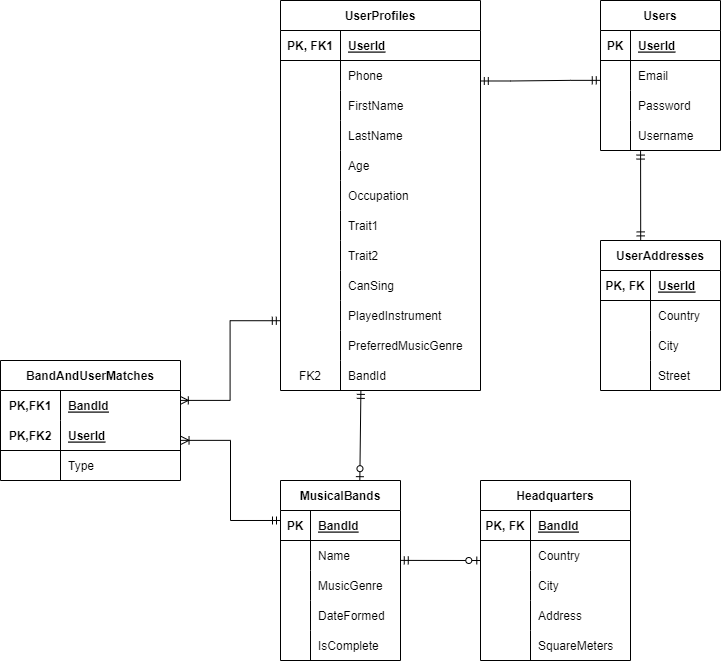 UserProfiles
PK, FK1 UserId
Phone
FirstName
LastName
Age
Occupation
Trait1
Trait2
CanSing
PlayedInstrument
PreferredMusicGenre
FK2 BandId
Users
PK UserId
Email
Password
Username
UserAddresses
PK, FK UserId
Country
City
Street
BandAndUserMatches
PK,FK1 BandId
PK,FK2 UserId
Type
MusicalBands
PK BandId
Name
MusicGenre
DateFormed
IsComplete
Headquarters
PK, FK BandId
Country
City
Address
SquareMeters